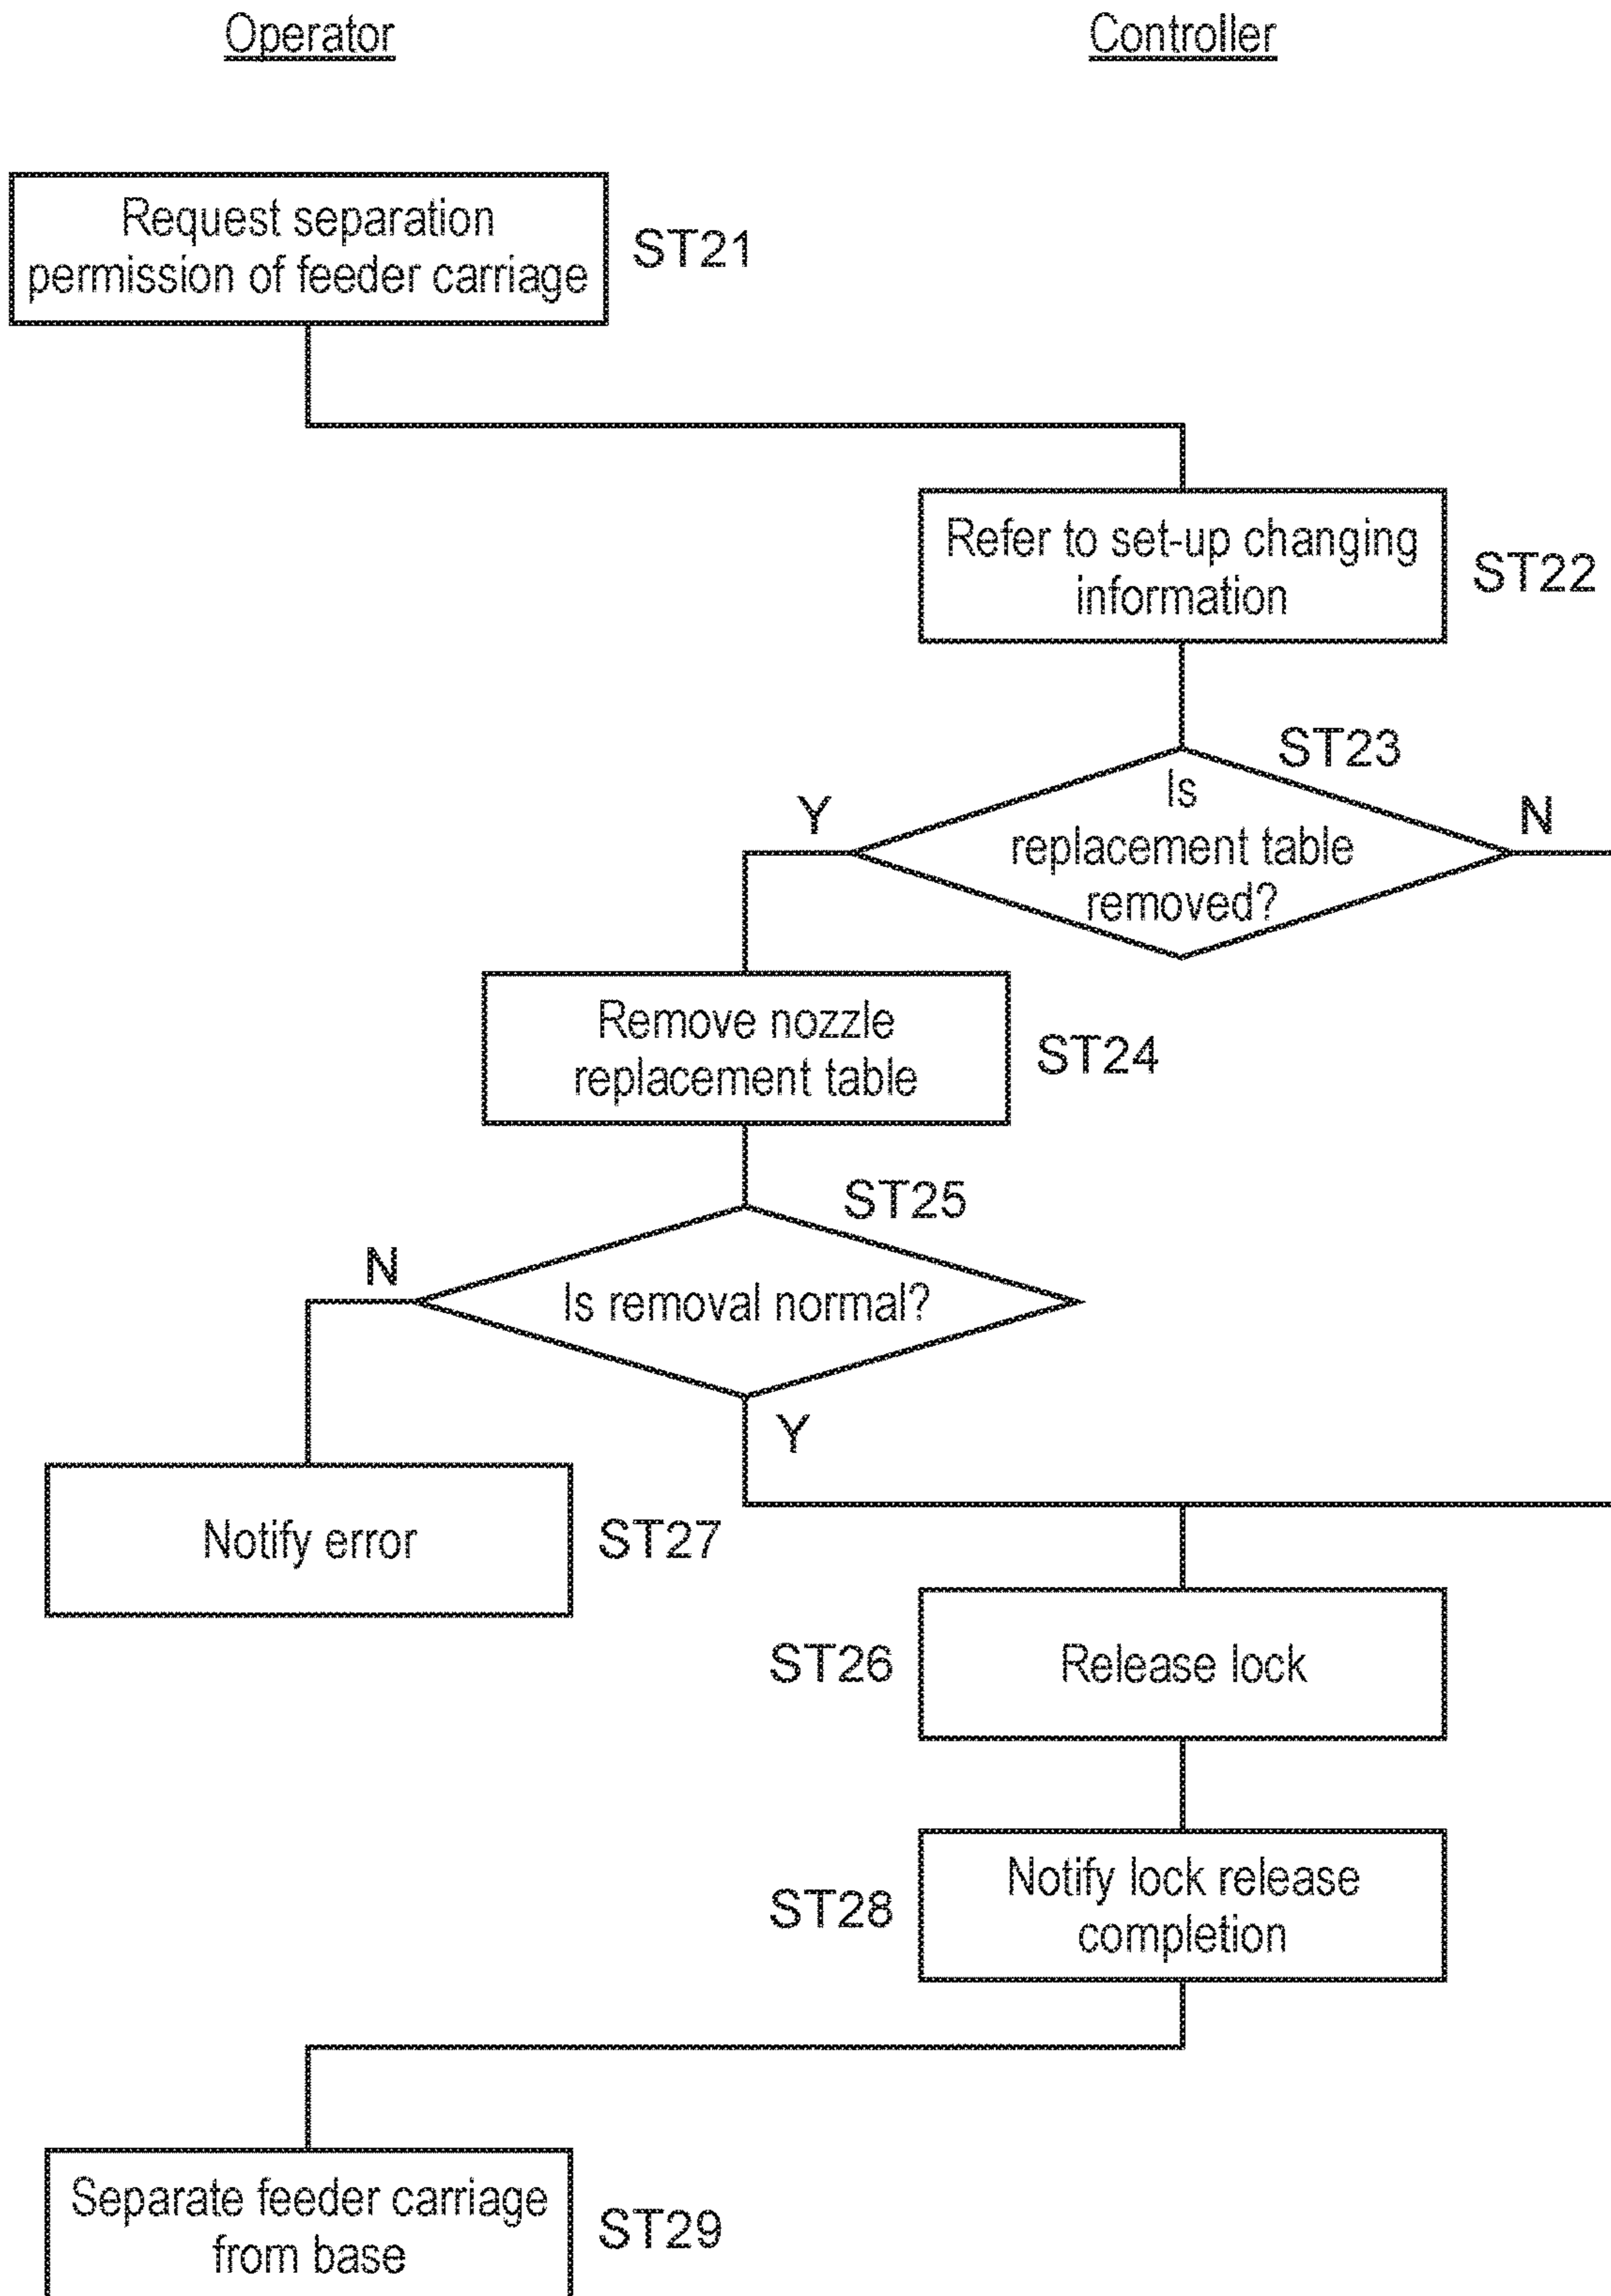 Operator
Controller
Request separation
permission of feeder carriage
ST21
Refer to set-up changing
information
ST22
ST23
Is
replacement table
removed?
Y
N
Remove nozzle
replacement table
ST24
ST25
Is removal normal?
N
Y
Notify error
ST27
ST26
Release lock
ST28
Notify lock release
completion
Separate feeder carriage
from base
ST29